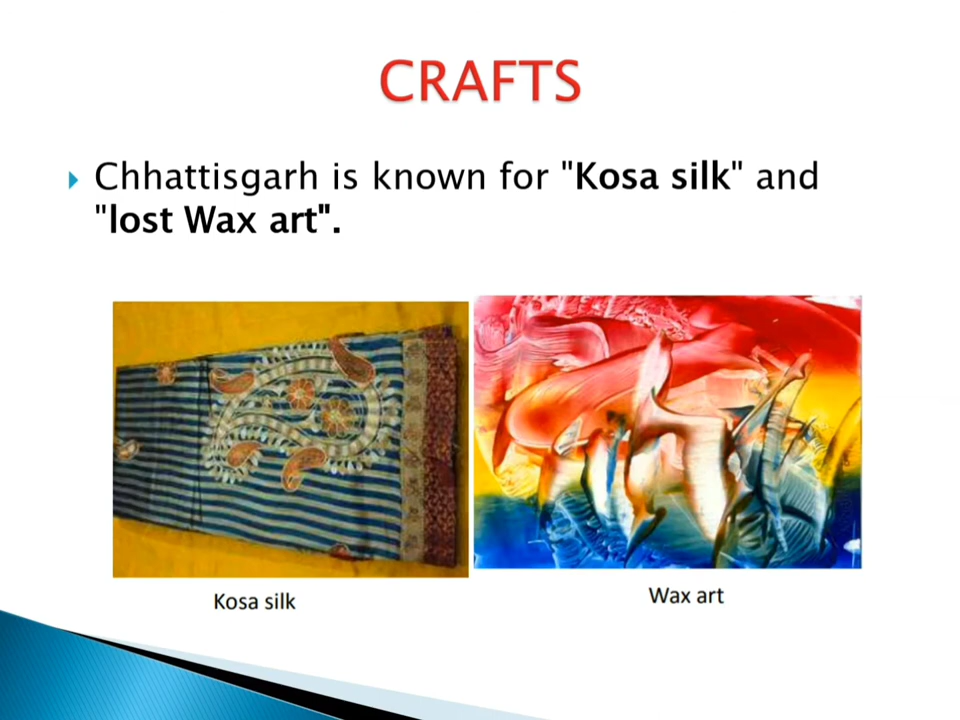 CRAFTS
Chhattisgarh is known for "Kosa silk" and
"lost Wax art".
Kosa silk
Wax art